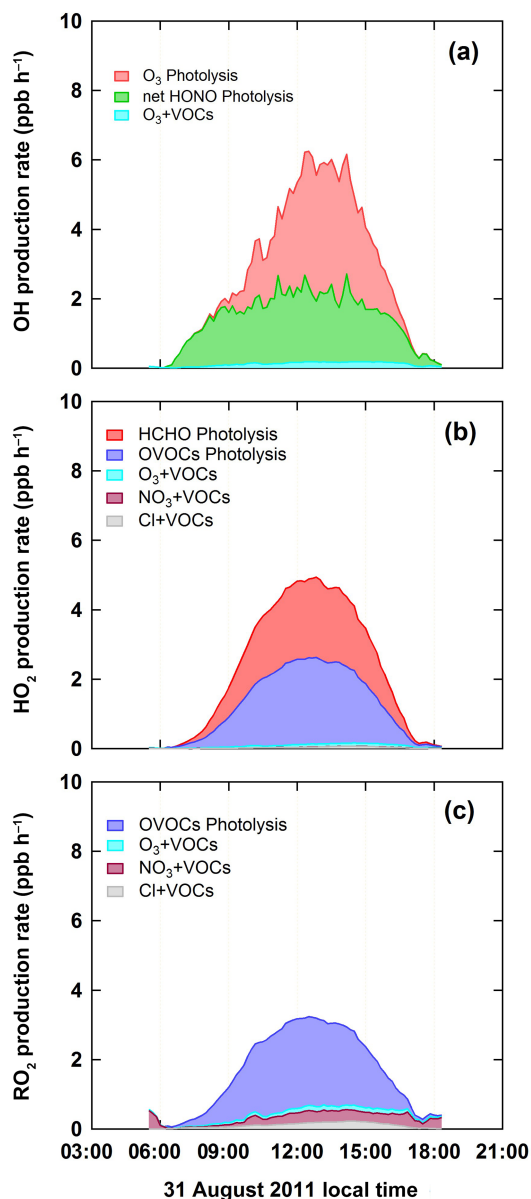 10
(a)
O₃ Photolysis
net HONO Photolysis
O₃+VOCs
8
6
4
2
0
OH production rate (ppb h⁻¹)
10
(b)
HCHO Photolysis
OVOCs Photolysis
O₃+VOCs
NO₃+VOCs
Cl+VOCs
8
6
4
2
0
HO₂ production rate (ppb h⁻¹)
10
(c)
OVOCs Photolysis
O₃+VOCs
NO₃+VOCs
Cl+VOCs
8
6
4
2
0
RO₂ production rate (ppb h⁻¹)
03:00 06:00 09:00 12:00 15:00 18:00 21:00
31 August 2011 local time